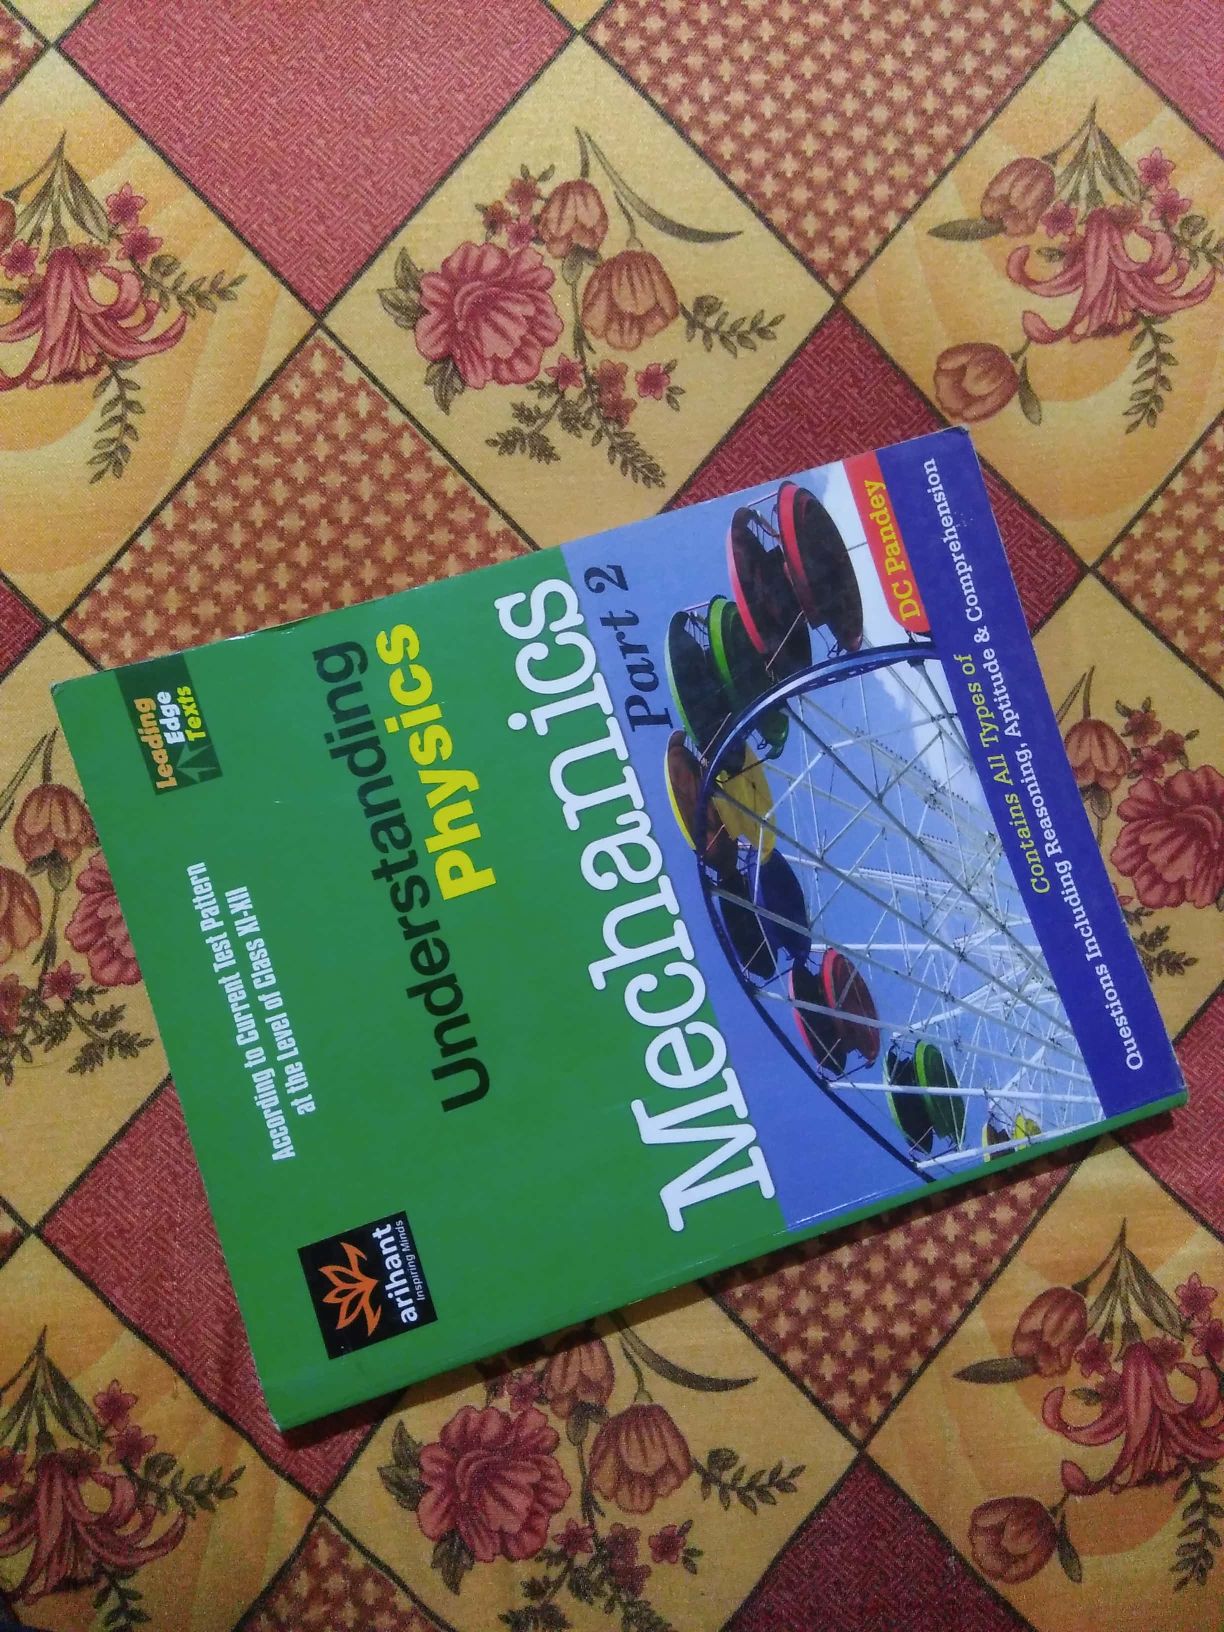 According to Current Test Pattern
at the Level of Class XI-XII
Leading
Edge
Texts
arihant
Inspiring Minds
Understanding
Physics
Mechanics
Part 2
DC Pandey
Contains All Types of
Questions Including Reasoning, Aptitude & Comprehension